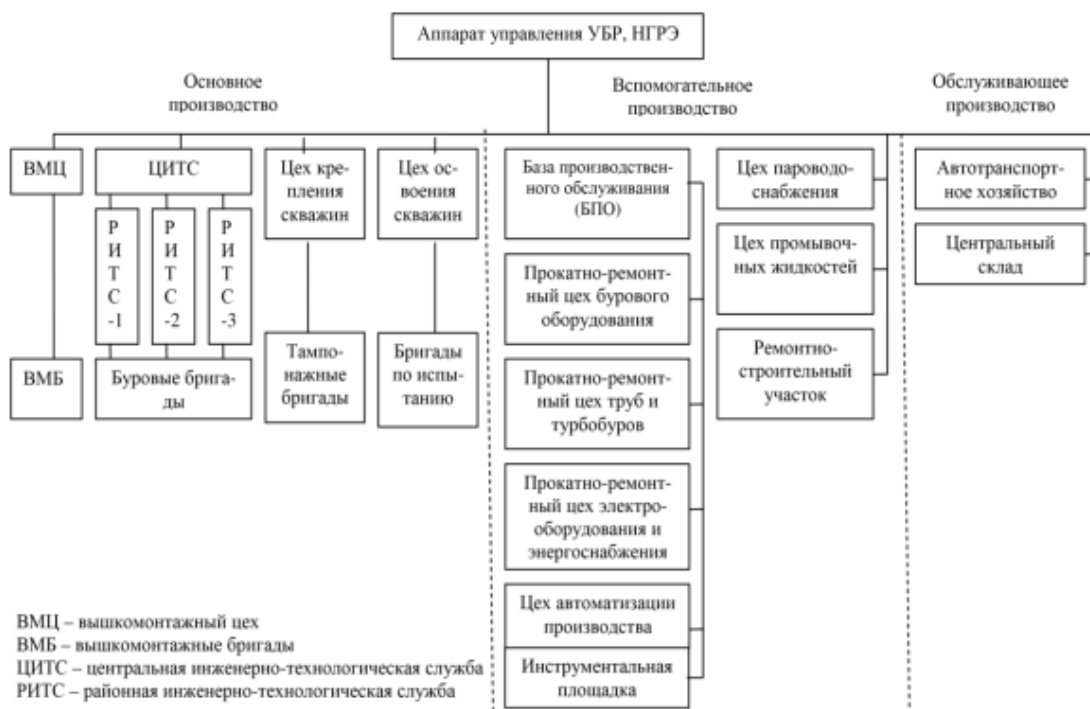 Аппарат управления УБР, НГРЭ
Основное
производство
Вспомогательное
производство
Обслуживающее
производство
ВМЦ
ЦИТС
Цех кре-
пления
скважин
Цех ос-
воения
скважин
Р
И
Т
С
-1
Р
И
Т
С
-2
Р
И
Т
С
-3
ВМБ
Буровые брига-
ды
Тампо-
нажные
бригады
Бригады
по испы-
танию
База производствен-
ного обслуживания
(БПО)
Прокатно-ремонт-
ный цех бурового
оборудования
Прокатно-ремонт-
ный цех труб и
турбобуров
Прокатно-ремонт-
ный цех электро-
оборудования и
энергоснабжения
Цех автоматизации
производства
Инструментальная
площадка
Цех пароводо-
снабжения
Цех промывоч-
ных жидкостей
Ремонтно-
строительный
участок
Автотранспорт-
ное хозяйство
Центральный
склад
ВМЦ – вышкомонтажный цех
ВМБ – вышкомонтажные бригады
ЦИТС – центральная инженерно-технологическая служба
РИТС – районная инженерно-технологическая служба